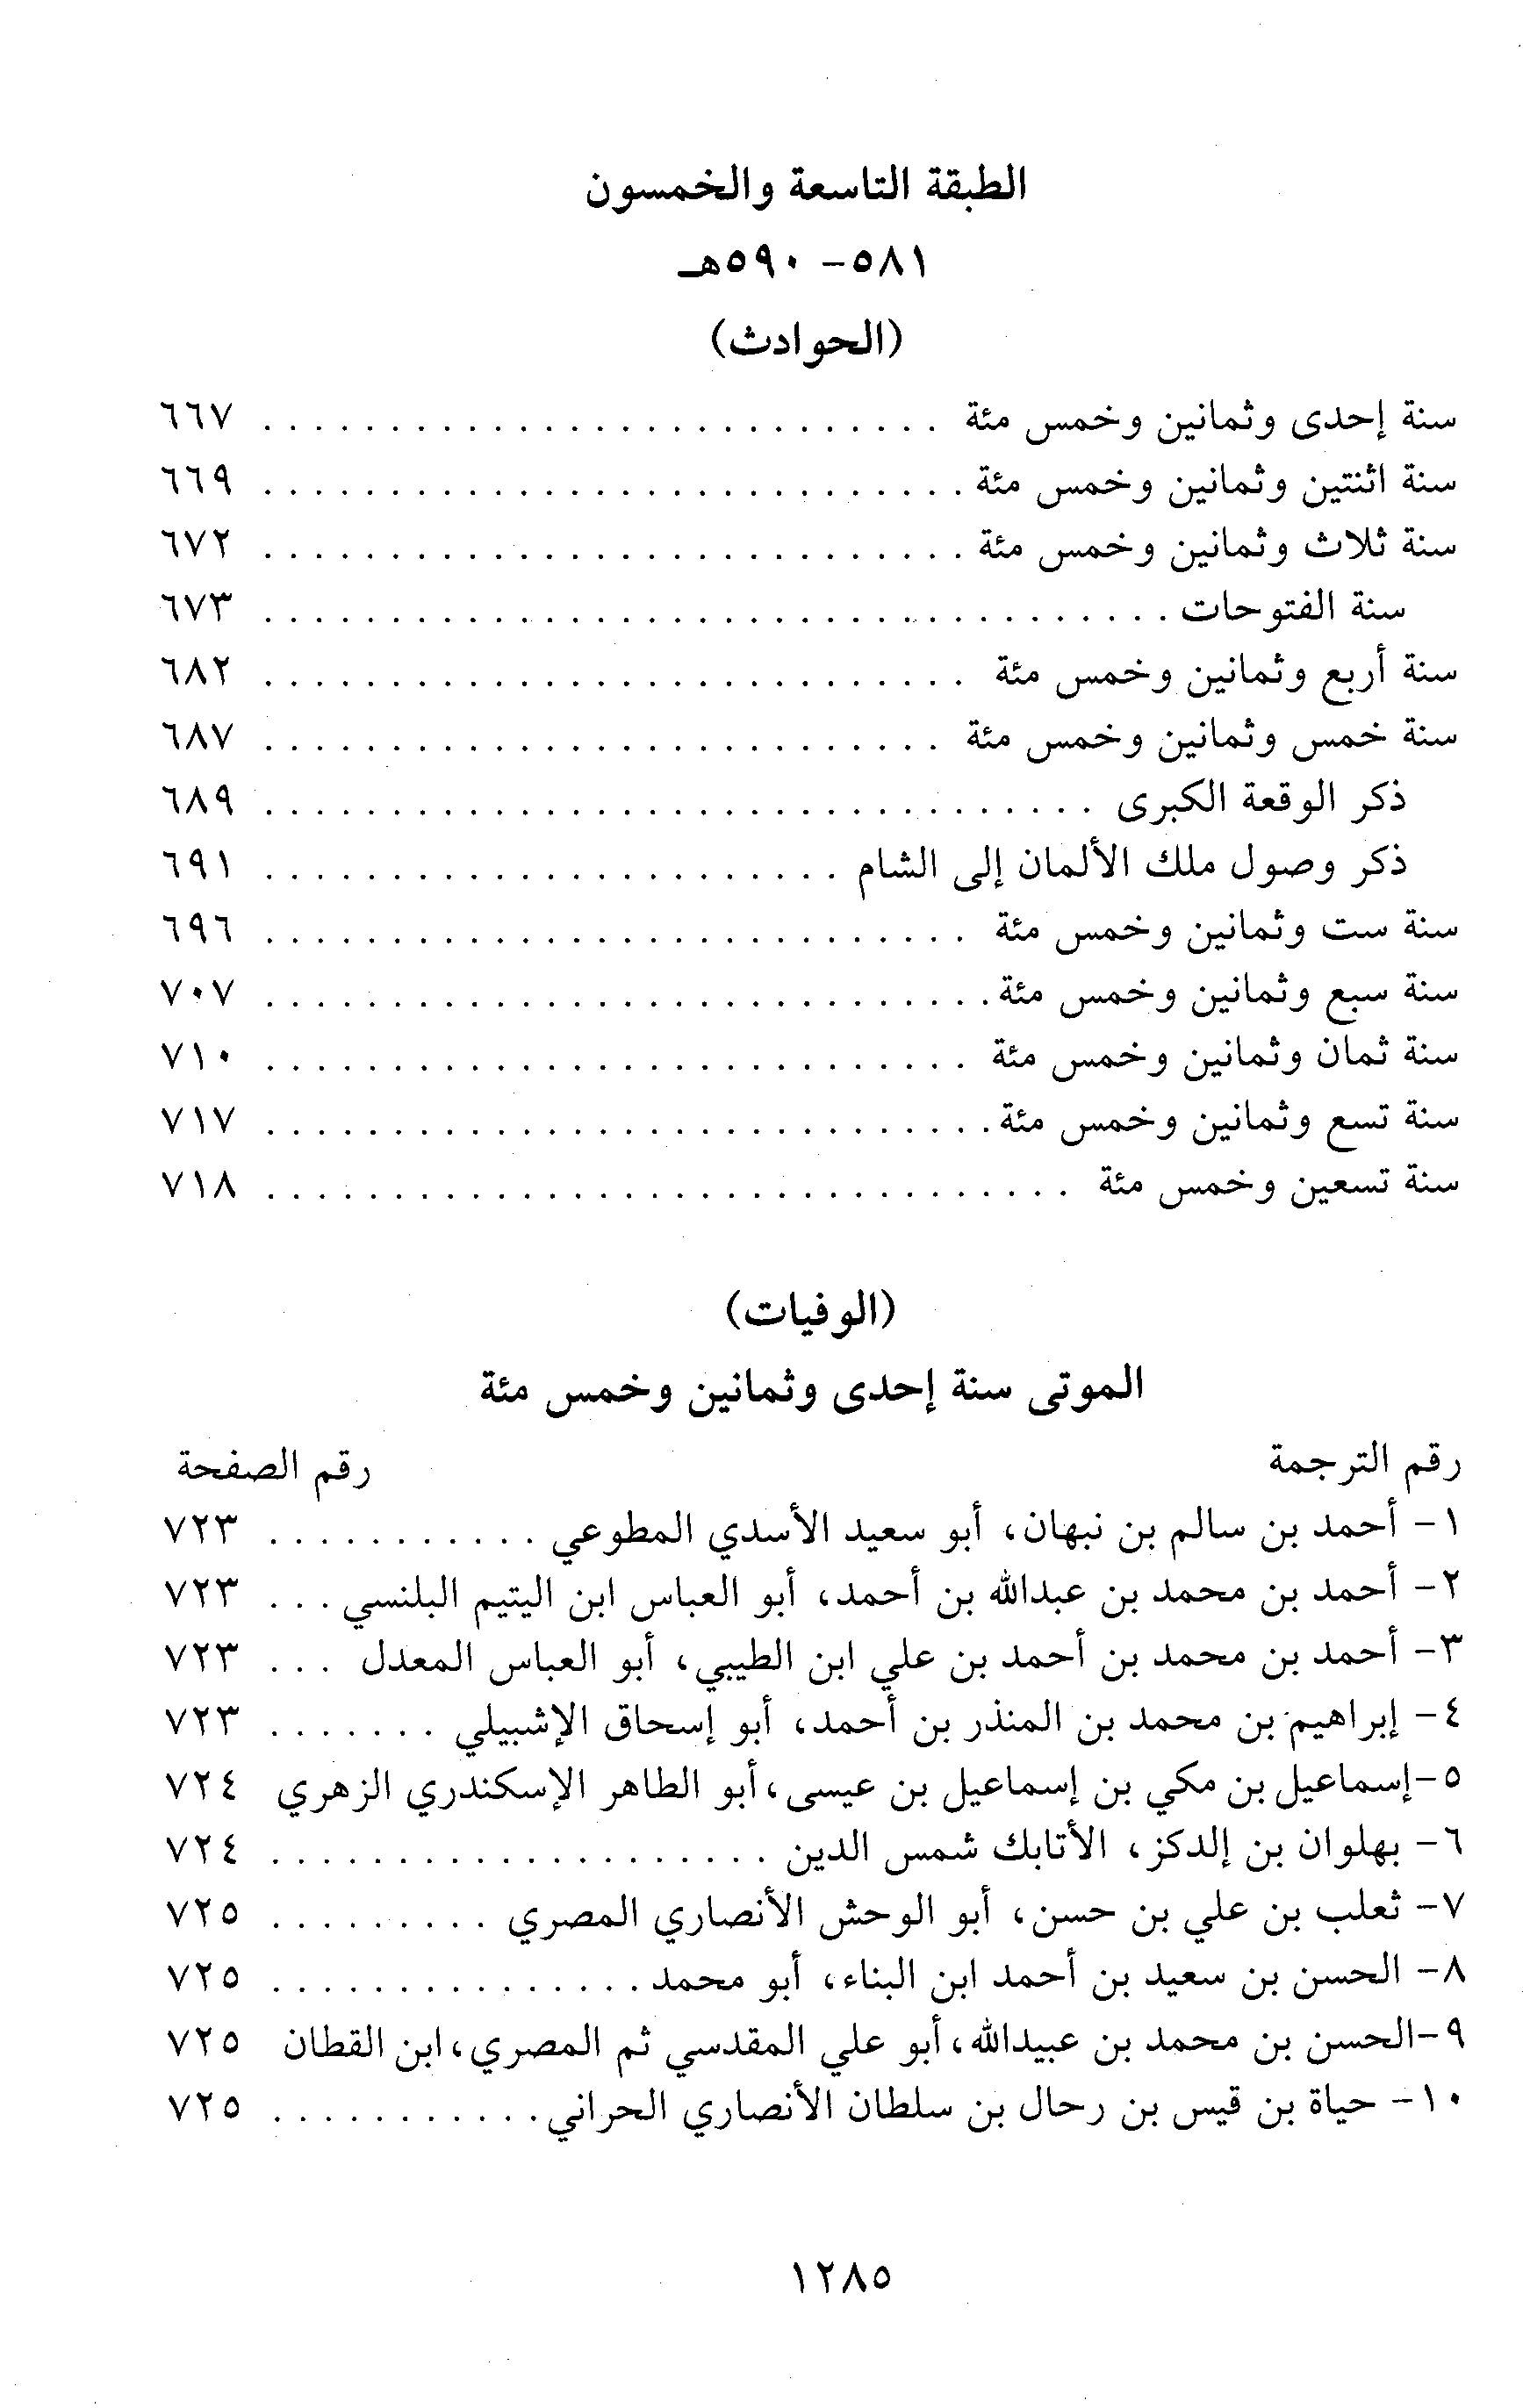 الطبقة التاسعة والخمسون
٥٨١- ٥٩٠هـ
(الحوادث)
سنة إحدى وثمانين وخمس مئة . . . . . . . . . . . . . . . . . . . . . . . . . . . ٦٦٧
سنة اثنتين وثمانين وخمس مئة . . . . . . . . . . . . . . . . . . . . . . . . . . . . ٦٦٩
سنة ثلاث وثمانين وخمس مئة . . . . . . . . . . . . . . . . . . . . . . . . . . . . ٦٧٢
سنة الفتوحات . . . . . . . . . . . . . . . . . . . . . . . . . . . . . . . . . . . . ٦٧٣
سنة أربع وثمانين وخمس مئة . . . . . . . . . . . . . . . . . . . . . . . . . . . . ٦٨٢
سنة خمس وثمانين وخمس مئة . . . . . . . . . . . . . . . . . . . . . . . . . . . ٦٨٧
ذكر الوقعة الكبرى . . . . . . . . . . . . . . . . . . . . . . . . . . . . . . . . . ٦٨٩
ذكر وصول ملك الألمان إلى الشام . . . . . . . . . . . . . . . . . . . . . . . ٦٩١
سنة ست وثمانين وخمس مئة . . . . . . . . . . . . . . . . . . . . . . . . . . . . ٦٩٦
سنة سبع وثمانين وخمس مئة . . . . . . . . . . . . . . . . . . . . . . . . . . . . . ٧٠٧
سنة ثمان وثمانين وخمس مئة . . . . . . . . . . . . . . . . . . . . . . . . . . . . ٧١٠
سنة تسع وثمانين وخمس مئة . . . . . . . . . . . . . . . . . . . . . . . . . . . . . ٧١٧
سنة تسعين وخمس مئة . . . . . . . . . . . . . . . . . . . . . . . . . . . . . . . . ٧١٨
(الوفيات)
الموتى سنة إحدى وثمانين وخمس مئة
رقم الترجمة رقم الصفحة
١- أحمد بن سالم بن نبهان، أبو سعيد الأسدي المطوعي . . . . . . . . . . . ٧٢٣
٢- أحمد بن محمد بن عبدالله بن أحمد، أبو العباس ابن اليتيم البلنسي . . . ٧٢٣
٣- أحمد بن محمد بن أحمد بن علي ابن الطيبي، أبو العباس المعدل . . . ٧٢٣
٤- إبراهيم بن محمد بن المنذر بن أحمد، أبو إسحاق الإشبيلي . . . . . . . ٧٢٣
٥-إسماعيل بن مكي بن إسماعيل بن عيسى،أبو الطاهر الإسكندري الزهري ٧٢٤
٦- بهلوان بن إلدكز، الأتابك شمس الدين . . . . . . . . . . . . . . . . . . . . ٧٢٤
٧- ثعلب بن علي بن حسن، أبو الوحش الأنصاري المصري . . . . . . . . . ٧٢٥
٨- الحسن بن سعيد بن أحمد ابن البناء، أبو محمد . . . . . . . . . . . . . . . ٧٢٥
٩-الحسن بن محمد بن عبيدالله،أبو علي المقدسي ثم المصري،ابن القطان ٧٢٥
١٠- حياة بن قيس بن رحال بن سلطان الأنصاري الحراني . . . . . . . . . . . ٧٢٥
١٢٨٥